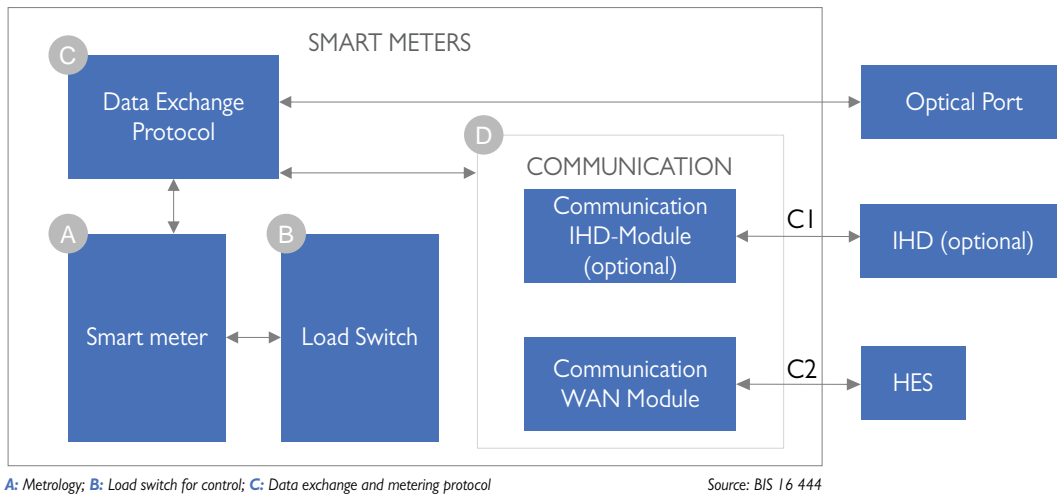 SMART METERS
C
Data Exchange
Protocol
Optical Port
D
COMMUNICATION
Communication
IHD-Module
(optional)
C1
IHD (optional)
A
Smart meter
B
Load Switch
Communication
WAN Module
C2
HES
A: Metrology; B: Load switch for control; C: Data exchange and metering protocol
Source: BIS 16 444